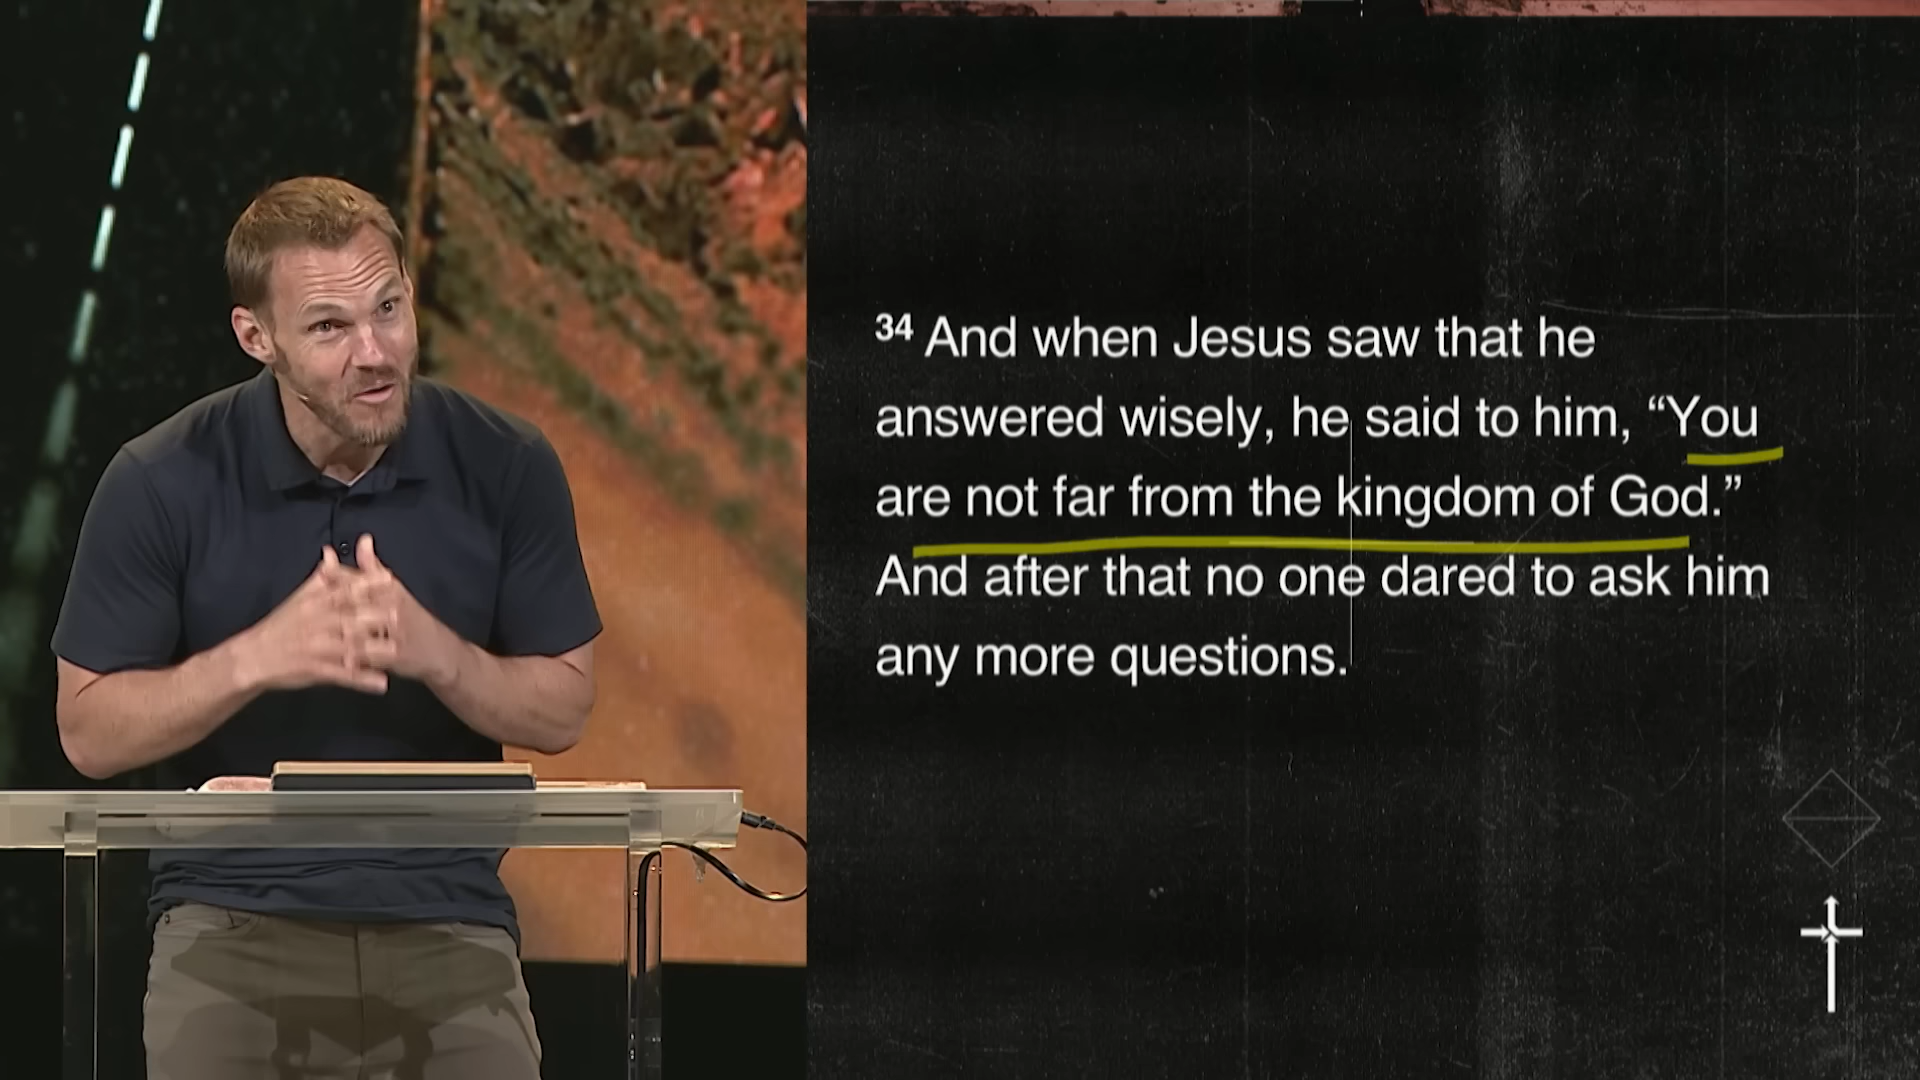 34 And when Jesus saw that he
answered wisely, he said to him, “You
are not far from the kingdom of God.”
And after that no one dared to ask him
any more questions.